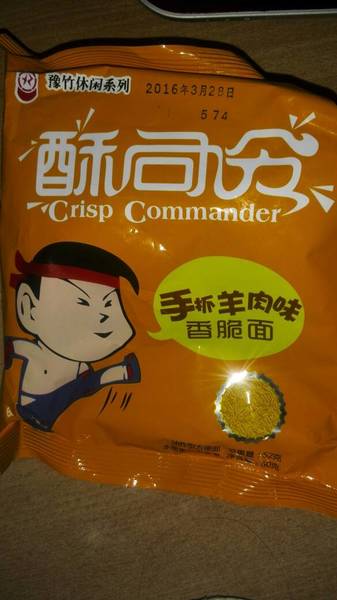 豫竹休闲系列
2016年3月28日
574
酥司令
Crisp Commander
手抓羊肉味
香脆面